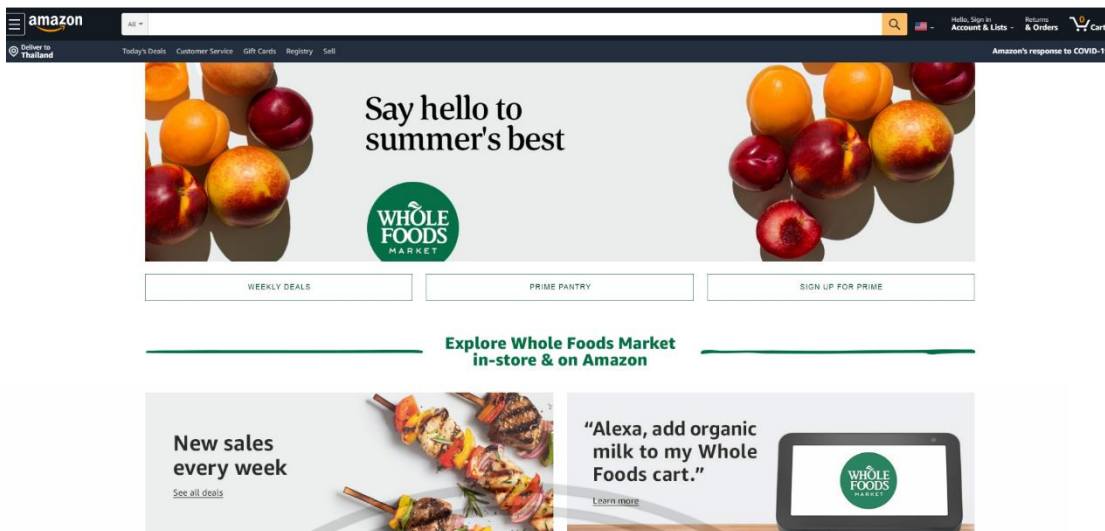 amazon
All
Hello, Sign in
Account & Lists
Returns
& Orders
0
Cart
Deliver to
Thailand
Today's Deals Customer Service Gift Cards Registry Sell
Amazon's response to COVID-1
Say hello to
summer's best
WHÔLE
FOODS
MARKET
WEEKLY DEALS
PRIME PANTRY
SIGN UP FOR PRIME
Explore Whole Foods Market
in-store & on Amazon
New sales
every week
See all deals
“Alexa, add organic
milk to my Whole
Foods cart.”
Learn more
WHÔLE
FOODS
MARKET